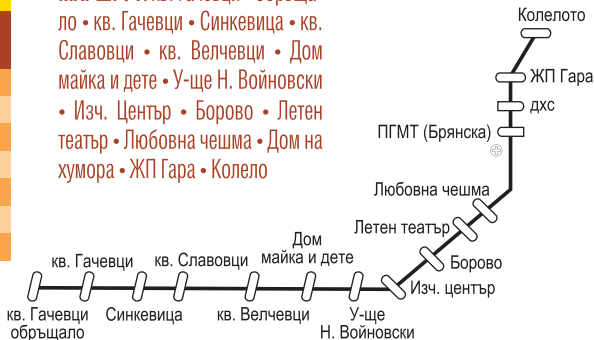 ло • кв. Гачевци • Синкевица • кв.
Славовци • кв. Велчевци • Дом
майка и дете • У-ще Н. Войновски
• Изч. Център • Борово • Летен
театър • Любовна чешма • Дом на
хумора • ЖП Гара • Колело
Колелото
ЖП Гара
дхс
ПГМТ (Брянска)
Любовна чешма
Летен театър
Борово
Изч. център
Дом
майка и дете
кв. Гачевци
кв. Славовци
кв. Гачевци
обръщало
Синкевица
кв. Велчевци
У-ще
Н. Войновски